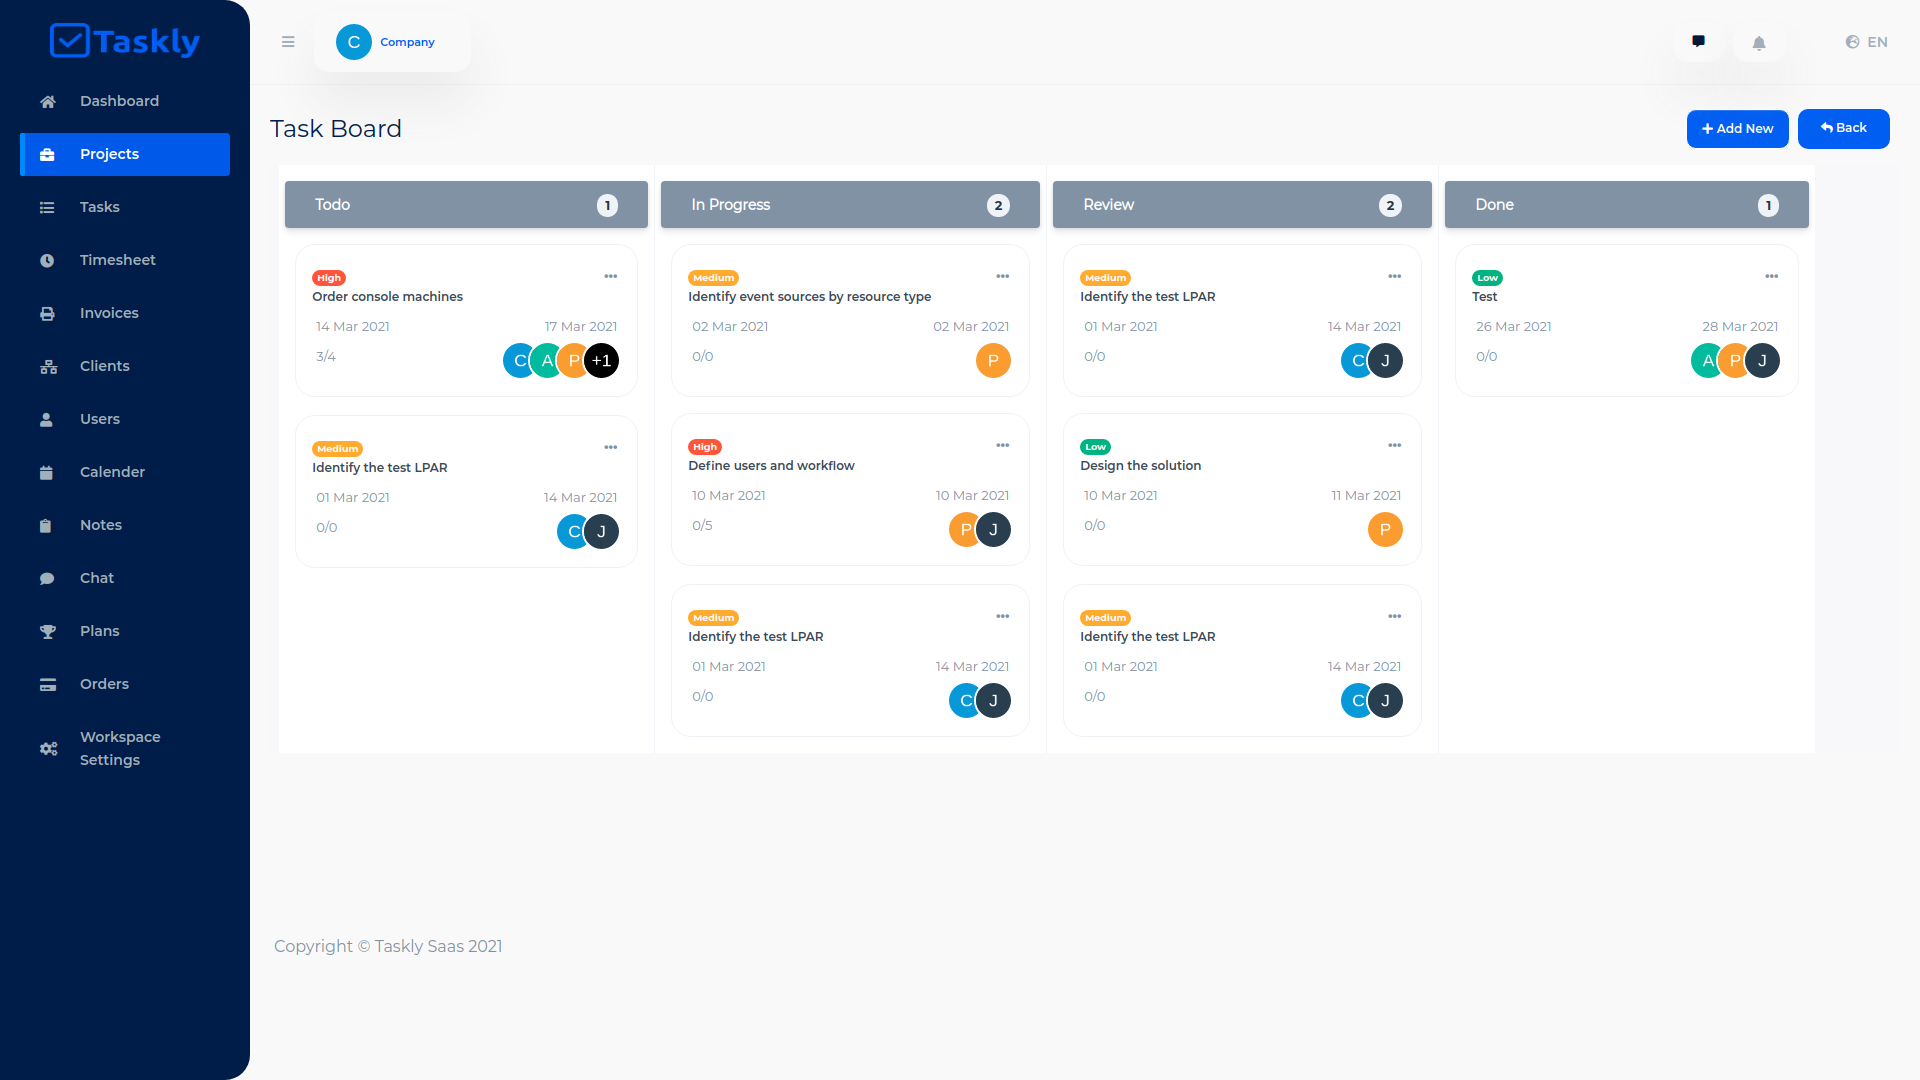 Taskly
Dashboard
Projects
Tasks
Timesheet
Invoices
Clients
Users
Calender
Notes
Chat
Plans
Orders
Workspace
Settings
C Company
EN
Task Board
Add New
Back
Todo 1
High
Order console machines
14 Mar 2021 17 Mar 2021
3/4 C A P +1
Medium
Identify the test LPAR
01 Mar 2021 14 Mar 2021
0/0 C J
In Progress 2
Medium
Identify event sources by resource type
02 Mar 2021 02 Mar 2021
0/0 P
High
Define users and workflow
10 Mar 2021 10 Mar 2021
0/5 P J
Medium
Identify the test LPAR
01 Mar 2021 14 Mar 2021
0/0 C J
Review 2
Medium
Identify the test LPAR
01 Mar 2021 14 Mar 2021
0/0 C J
Low
Design the solution
10 Mar 2021 11 Mar 2021
0/0 P
Medium
Identify the test LPAR
01 Mar 2021 14 Mar 2021
0/0 C J
Done 1
Low
Test
26 Mar 2021 28 Mar 2021
0/0 A P J
Copyright © Taskly Saas 2021